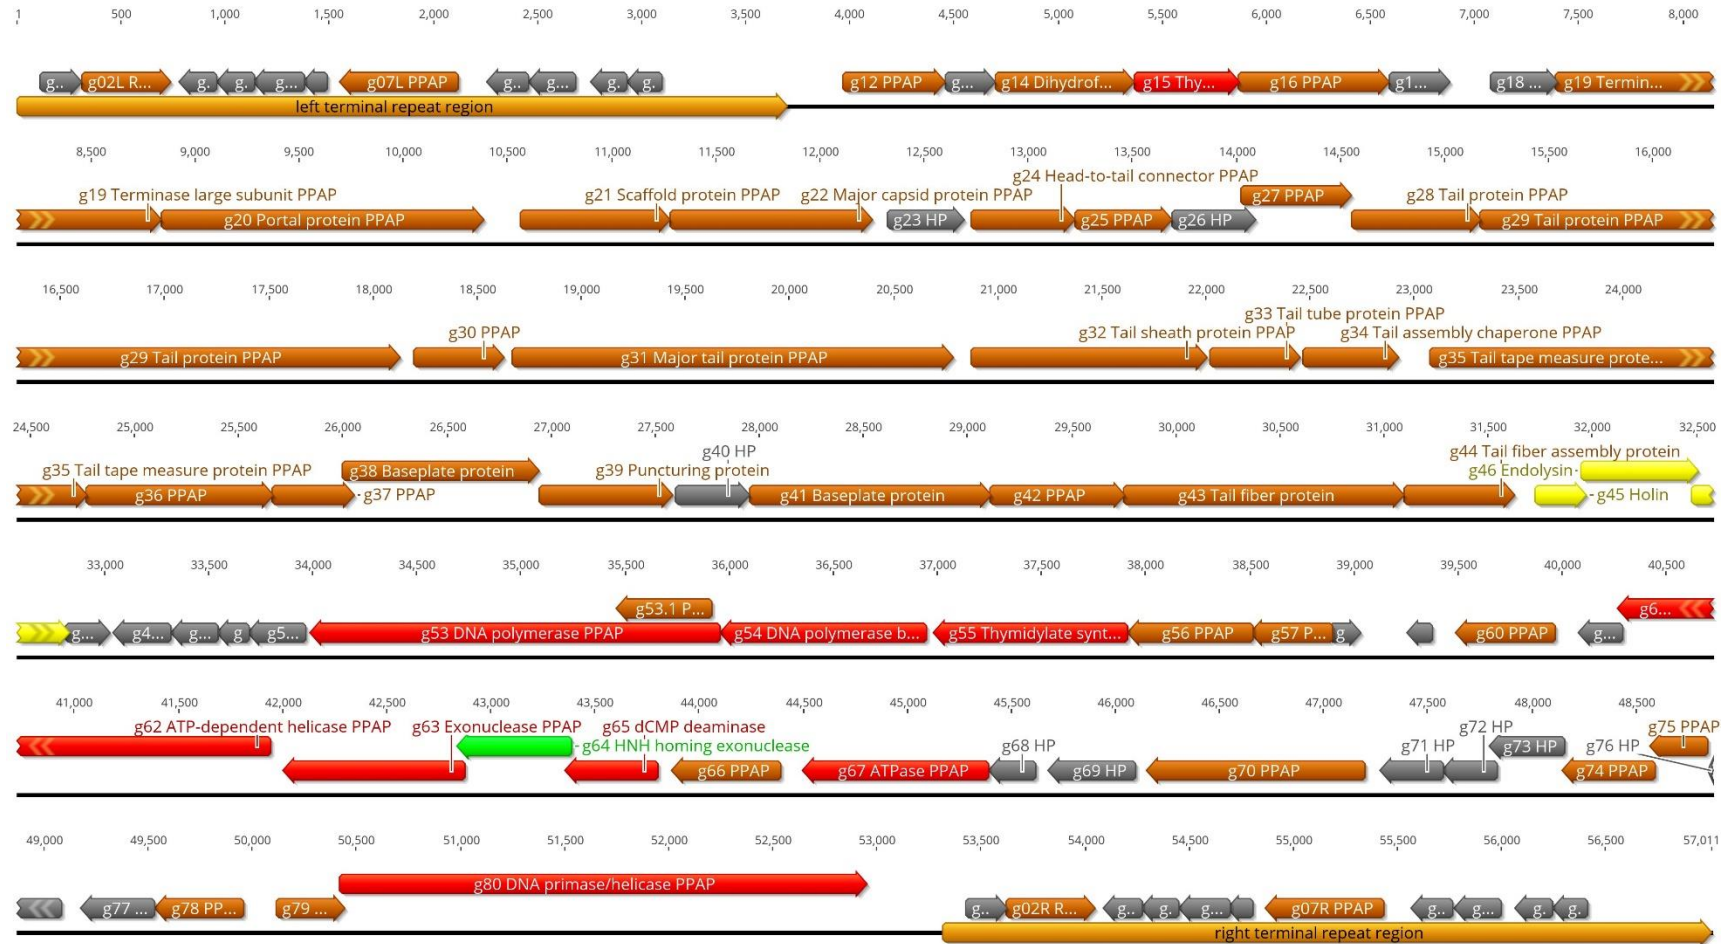 1 500 1,000 1,500 2,000 2,500 3,000 3,500 4,000 4,500 5,000 5,500 6,000 6,500 7,000 7,500 8,000
g.. g02L R... g. g. g... g... g07L PPAP g.. g... g. g. g12 PPAP g... g14 Dihydrof... g15 Thy... g16 PPAP g1... g18 ... g19 Termin...
left terminal repeat region
8,500 9,000 9,500 10,000 10,500 11,000 11,500 12,000 12,500 13,000 13,500 14,000 14,500 15,000 15,500 16,000
g24 Head-to-tail connector PPAP
g19 Terminase large subunit PPAP g21 Scaffold protein PPAP g22 Major capsid protein PPAP g27 PPAP g28 Tail protein PPAP
g20 Portal protein PPAP g23 HP g25 PPAP g26 HP g29 Tail protein PPAP
16,500 17,000 17,500 18,000 18,500 19,000 19,500 20,000 20,500 21,000 21,500 22,000 22,500 23,000 23,500 24,000
g33 Tail tube protein PPAP
g30 PPAP g32 Tail sheath protein PPAP g34 Tail assembly chaperone PPAP
g29 Tail protein PPAP g31 Major tail protein PPAP g35 Tail tape measure prote...
24,500 25,000 25,500 26,000 26,500 27,000 27,500 28,000 28,500 29,000 29,500 30,000 30,500 31,000 31,500 32,000 32,500
g40 HP g44 Tail fiber assembly protein
g35 Tail tape measure protein PPAP g38 Baseplate protein g39 Puncturing protein g46 Endolysin
g36 PPAP g37 PPAP g41 Baseplate protein g42 PPAP g43 Tail fiber protein g45 Holin
33,000 33,500 34,000 34,500 35,000 35,500 36,000 36,500 37,000 37,500 38,000 38,500 39,000 39,500 40,000 40,500
g53.1 P... g6...
g... g4... g... g g5... g53 DNA polymerase PPAP g54 DNA polymerase b... g55 Thymidylate synt... g56 PPAP g57 P... g g60 PPAP g...
41,000 41,500 42,000 42,500 43,000 43,500 44,000 44,500 45,000 45,500 46,000 46,500 47,000 47,500 48,000 48,500
g62 ATP-dependent helicase PPAP g63 Exonuclease PPAP g65 dCMP deaminase g72 HP g75 PPAP
g64 HNH homing exonuclease g68 HP g71 HP g73 HP g76 HP
g66 PPAP g67 ATPase PPAP g69 HP g70 PPAP g74 PPAP
49,000 49,500 50,000 50,500 51,000 51,500 52,000 52,500 53,000 53,500 54,000 54,500 55,000 55,500 56,000 56,500 57,011
g80 DNA primase/helicase PPAP
g77 ... g78 PP... g79 ... g.. g02R R... g.. g. g... g.. g07R PPAP g.. g... g. g.
right terminal repeat region